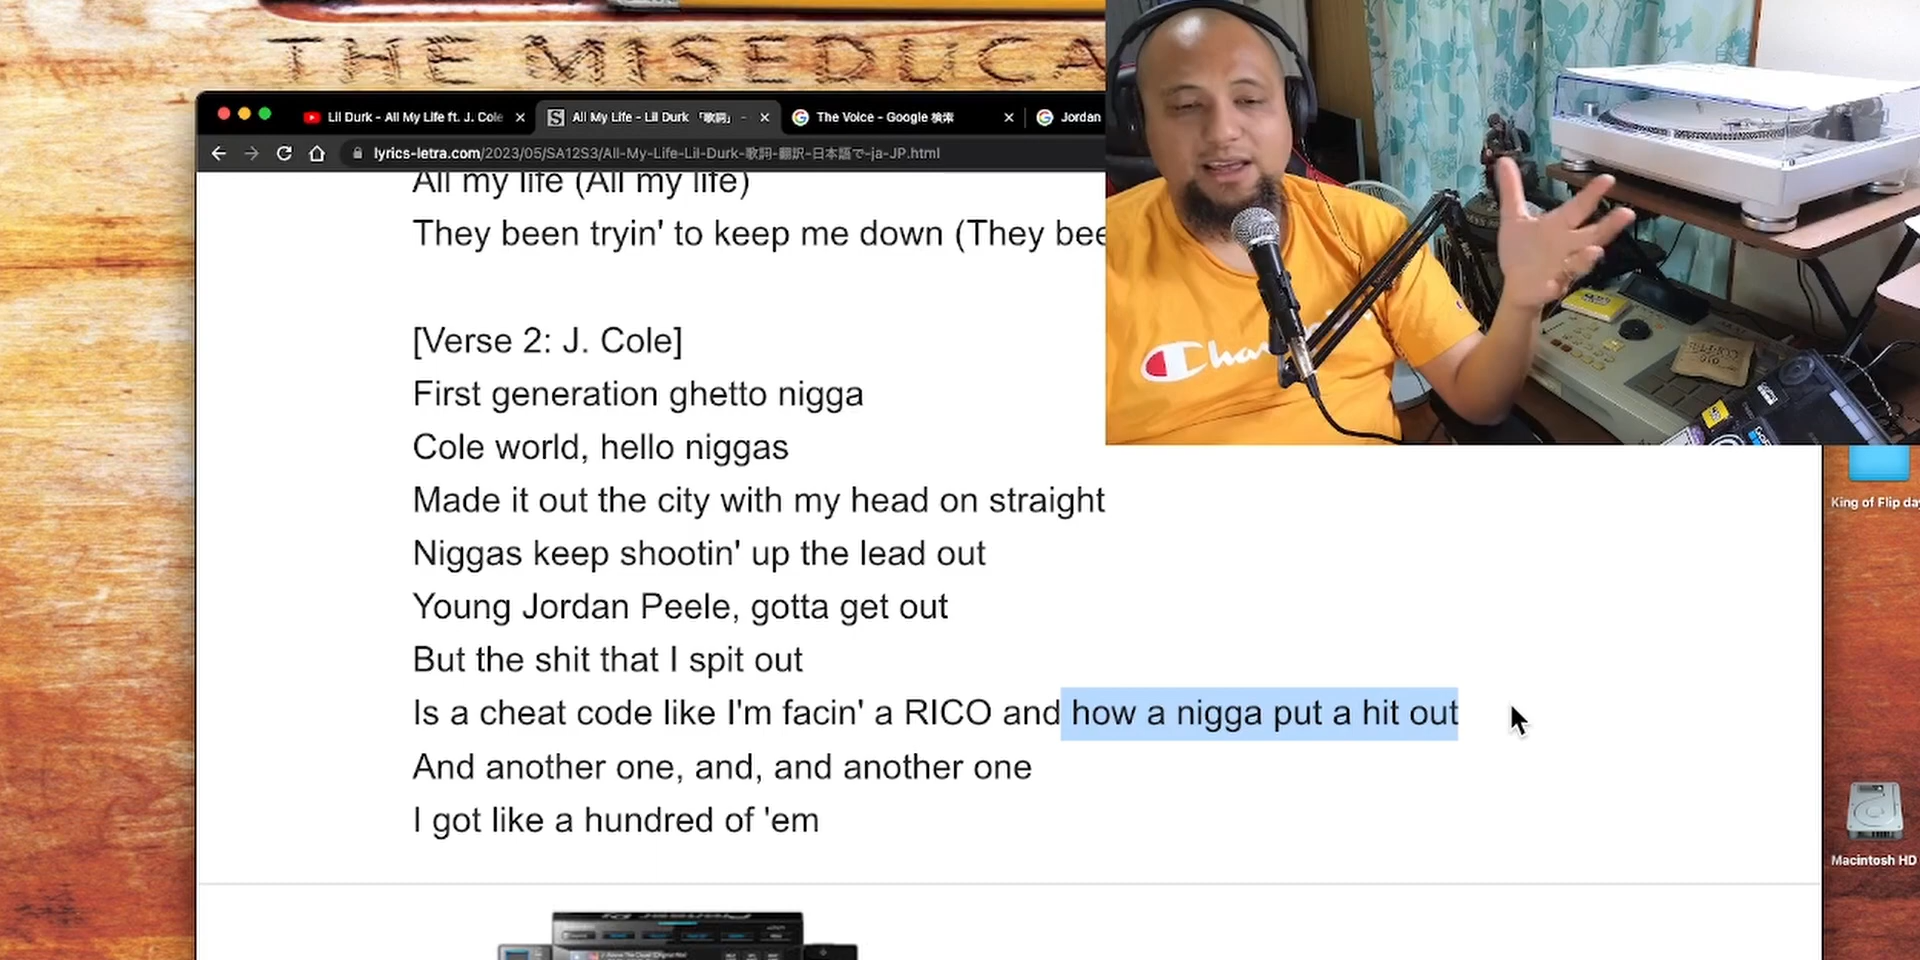 THE MISEDUCA
Lil Durk - All My Life ft. J. Cole
All My Life - Lil Durk 「歌詞」 -
The Voice - Google 検索
Jordan
lyrics-letra.com/2023/05/SA12S3/All-My-Life-Lil-Durk-歌詞-翻訳-日本語で-ja-JP.html
All my life (All my life)
They been tryin' to keep me down (They bee
[Verse 2: J. Cole]
First generation ghetto nigga
Cole world, hello niggas
Made it out the city with my head on straight
Niggas keep shootin' up the lead out
Young Jordan Peele, gotta get out
But the shit that I spit out
Is a cheat code like I'm facin' a RICO and how a nigga put a hit out
And another one, and, and another one
I got like a hundred of 'em
Cha
King of Flip day
Macintosh HD